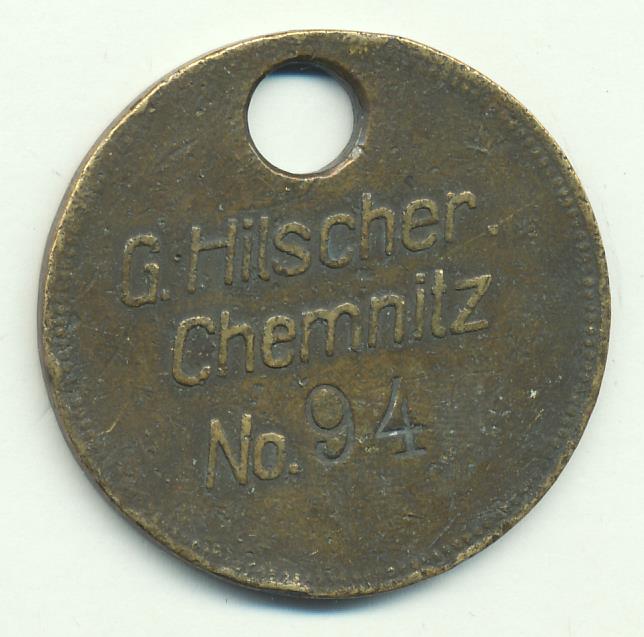 G. Hilscher.
Chemnitz
No. 94